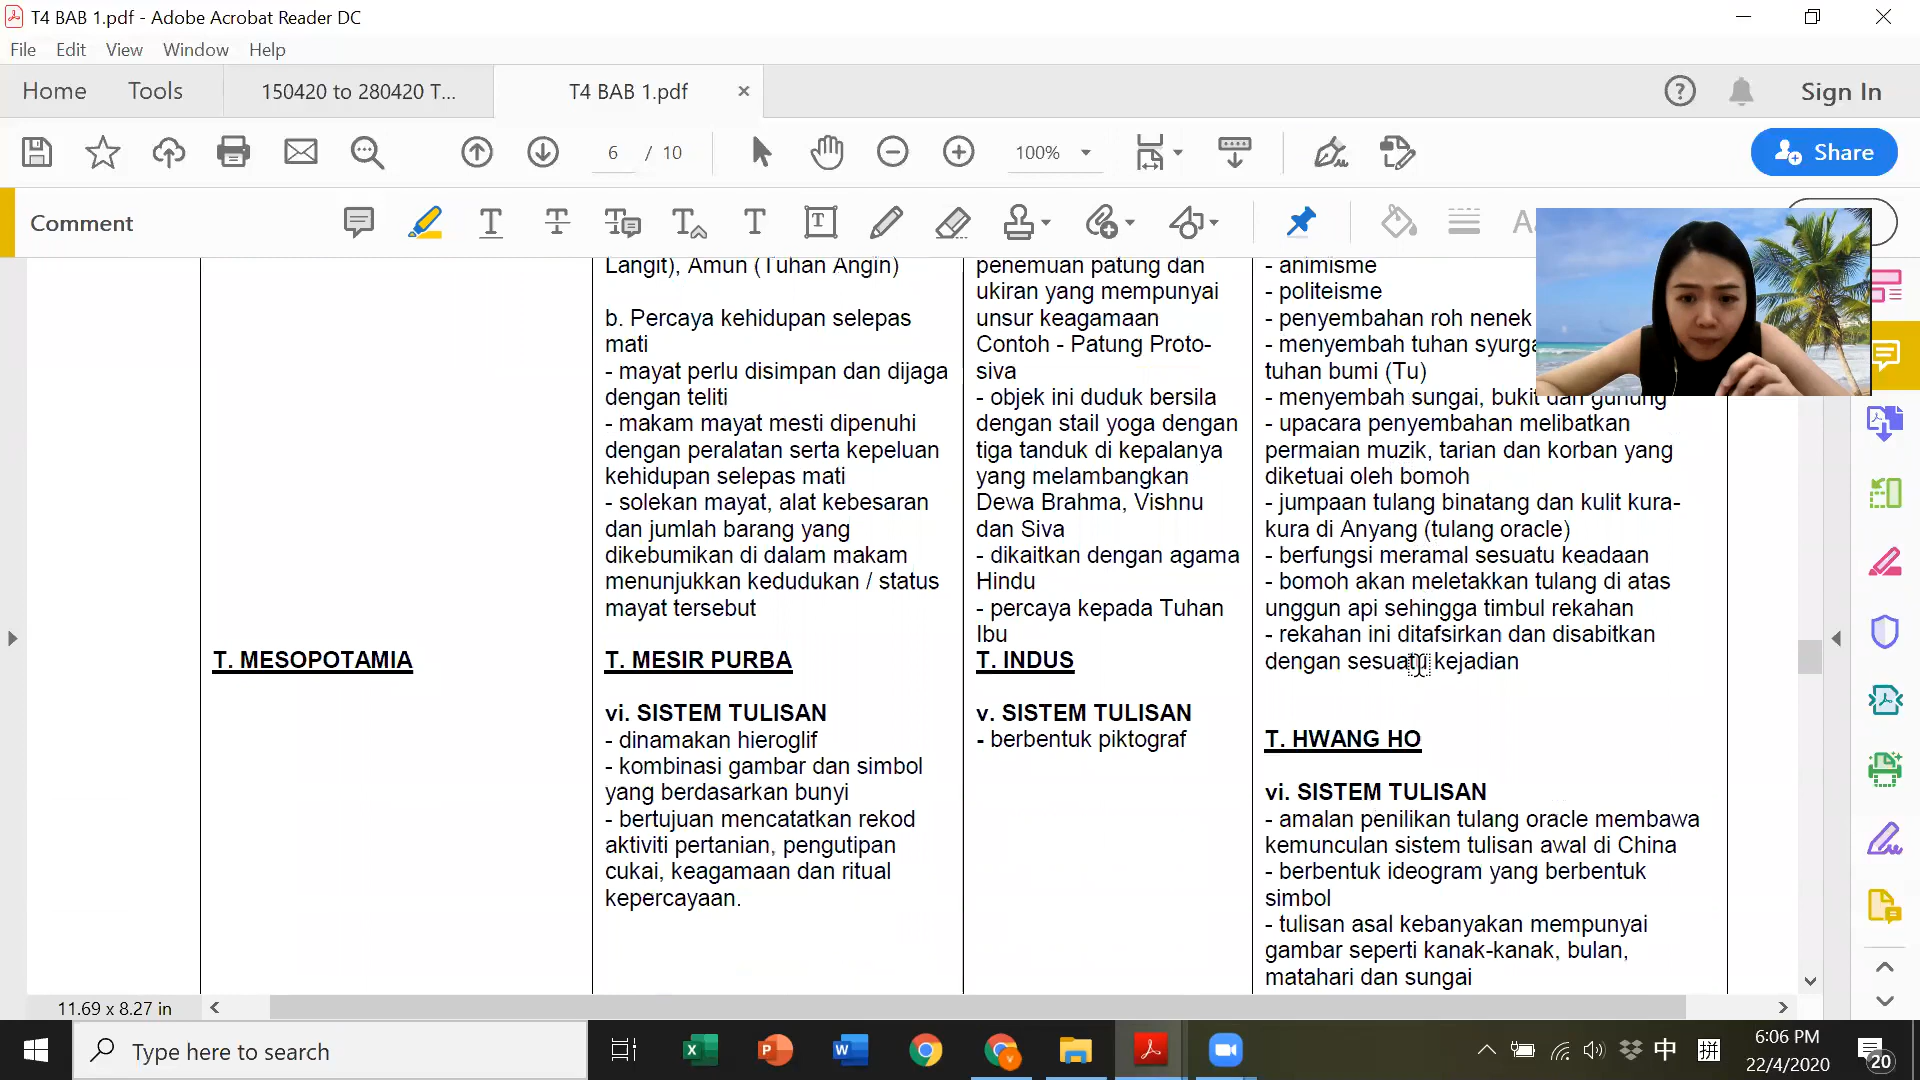 T4 BAB 1.pdf - Adobe Acrobat Reader DC
File Edit View Window Help
Home Tools 150420 to 280420 T... T4 BAB 1.pdf Sign In
6 / 10 100% Share
Comment
Langit), Amun (Tuhan Angin)
b. Percaya kehidupan selepas
mati
- mayat perlu disimpan dan dijaga
dengan teliti
- makam mayat mesti dipenuhi
dengan peralatan serta kepeluan
kehidupan selepas mati
- solekan mayat, alat kebesaran
dan jumlah barang yang
dikebumikan di dalam makam
menunjukkan kedudukan / status
mayat tersebut
penemuan patung dan
ukiran yang mempunyai
unsur keagamaan
Contoh - Patung Proto-
siva
- objek ini duduk bersila
dengan stail yoga dengan
tiga tanduk di kepalanya
yang melambangkan
Dewa Brahma, Vishnu
dan Siva
- dikaitkan dengan agama
Hindu
- percaya kepada Tuhan
Ibu
- animisme
- politeisme
- penyembahan roh nenek
- menyembah tuhan
tuhan bumi (Tu)
- menyembah sungai, bukit dan gunung
- upacara penyembahan melibatkan
permaian muzik, tarian dan korban yang
diketuai oleh bomoh
- jumpaan tulang binatang dan kulit kura-
kura di Anyang (tulang oracle)
- berfungsi meramal sesuatu keadaan
- bomoh akan meletakkan tulang di atas
unggun api sehingga timbul rekahan
- rekahan ini ditafsirkan dan disabitkan
dengan sesuatu kejadian
T. MESOPOTAMIA
T. MESIR PURBA
vi. SISTEM TULISAN
- dinamakan hieroglif
- kombinasi gambar dan simbol
yang berdasarkan bunyi
- bertujuan mencatatkan rekod
aktiviti pertanian, pengutipan
cukai, keagamaan dan ritual
kepercayaan.
T. INDUS
v. SISTEM TULISAN
- berbentuk piktograf
T. HWANG HO
vi. SISTEM TULISAN
- amalan penilikan tulang oracle membawa
kemunculan sistem tulisan awal di China
- berbentuk ideogram yang berbentuk
simbol
- tulisan asal kebanyakan mempunyai
gambar seperti kanak-kanak, bulan,
matahari dan sungai
11.69 x 8.27 in
Type here to search
中 拼
6:06 PM
22/4/2020
20